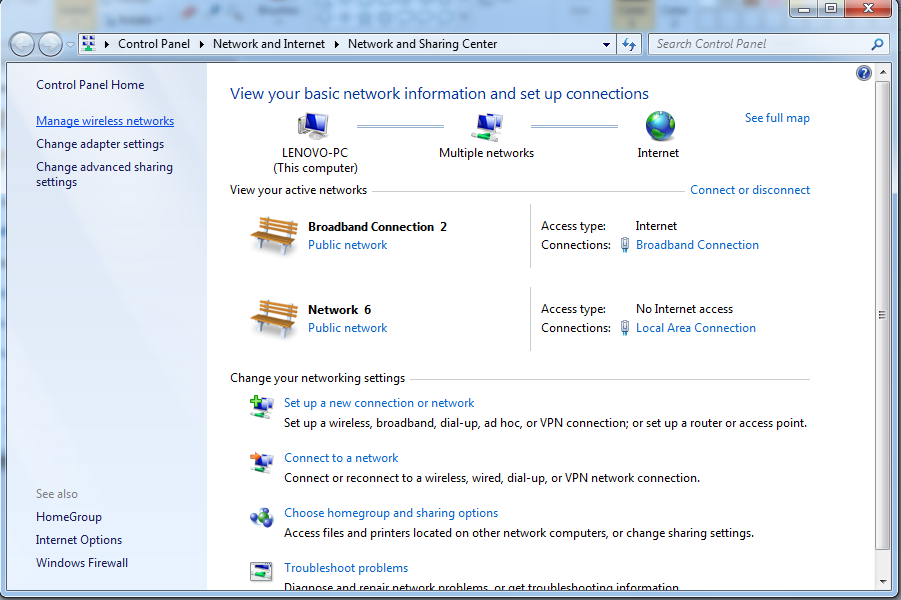 Control Panel
Network and Internet
Network and Sharing Center
Search Control Panel
Control Panel Home
Manage wireless networks
Change adapter settings
Change advanced sharing
settings
View your basic network information and set up connections
See full map
LENOVO-PC
(This computer)
Multiple networks
Internet
View your active networks
Connect or disconnect
Broadband Connection 2
Public network
Access type: Internet
Connections: Broadband Connection
Network 6
Public network
Access type: No Internet access
Connections: Local Area Connection
Change your networking settings
Set up a new connection or network
Set up a wireless, broadband, dial-up, ad hoc, or VPN connection; or set up a router or access point.
Connect to a network
Connect or reconnect to a wireless, wired, dial-up, or VPN network connection.
Choose homegroup and sharing options
Access files and printers located on other network computers, or change sharing settings.
Troubleshoot problems
Diagnose and repair network problems, or get troubleshooting information.
See also
HomeGroup
Internet Options
Windows Firewall